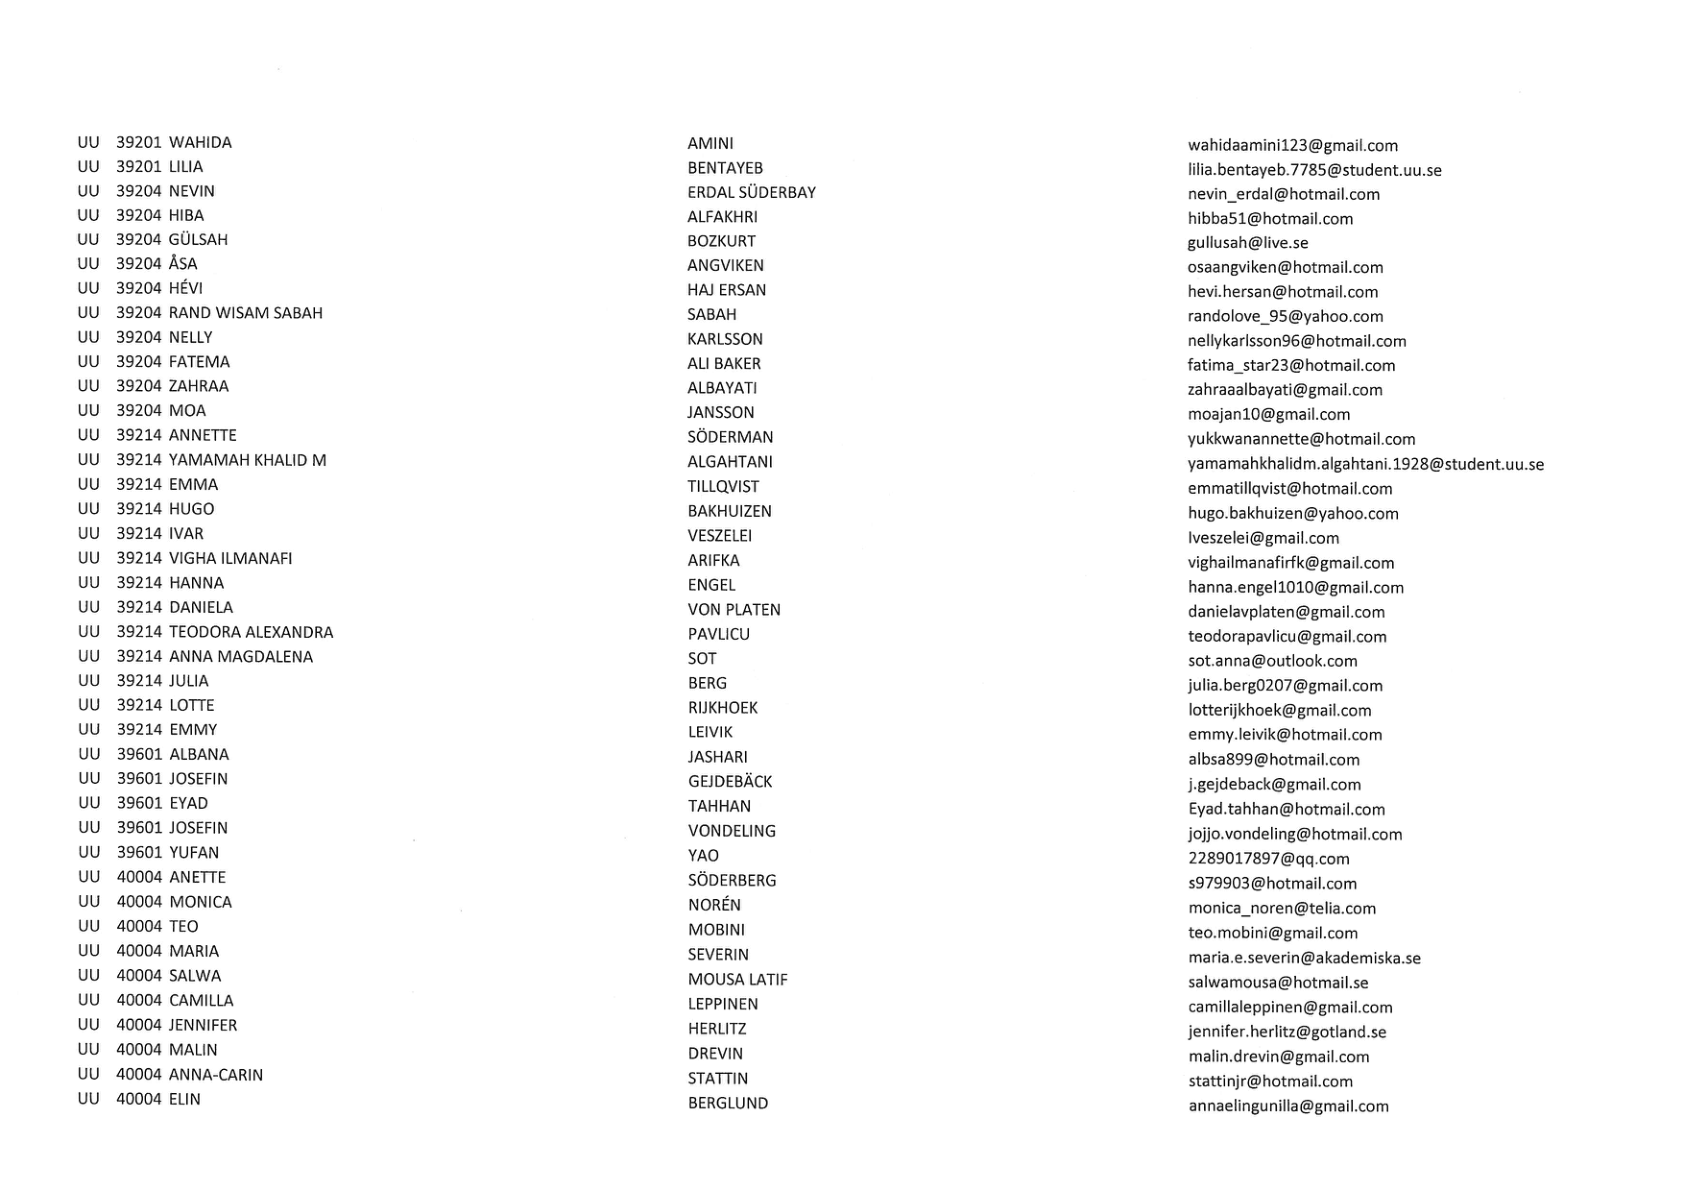 UU 39201 WAHIDA AMINI wahidaamini123@gmail.com
UU 39201 LILIA BENTAYEB lilia.bentayeb.7785@student.uu.se
UU 39204 NEVIN ERDAL SÜDERBAY nevin_erdal@hotmail.com
UU 39204 HIBA ALFAKHRI hibba51@hotmail.com
UU 39204 GÜLSAH BOZKURT gullusah@live.se
UU 39204 ÅSA ANGVIKEN osaangviken@hotmail.com
UU 39204 HÉVI HAJ ERSAN hevi.hersan@hotmail.com
UU 39204 RAND WISAM SABAH SABAH randolove_95@yahoo.com
UU 39204 NELLY KARLSSON nellykarlsson96@hotmail.com
UU 39204 FATEMA ALI BAKER fatima_star23@hotmail.com
UU 39204 ZAHRAA ALBAYATI zahraaalbayati@gmail.com
UU 39204 MOA JANSSON moajan10@gmail.com
UU 39214 ANNETTE SÖDERMAN yukkwanannette@hotmail.com
UU 39214 YAMAMAH KHALID M ALGAHTANI yamamahkhalidm.algahtani.1928@student.uu.se
UU 39214 EMMA TILLQVIST emmatillqvist@hotmail.com
UU 39214 HUGO BAKHUIZEN hugo.bakhuizen@yahoo.com
UU 39214 IVAR VESZELEI Iveszelei@gmail.com
UU 39214 VIGHA ILMANAFI ARIFKA vighailmanafirfk@gmail.com
UU 39214 HANNA ENGEL hanna.engel1010@gmail.com
UU 39214 DANIELA VON PLATEN danielavplaten@gmail.com
UU 39214 TEODORA ALEXANDRA PAVLICU teodorapavlicu@gmail.com
UU 39214 ANNA MAGDALENA SOT sot.anna@outlook.com
UU 39214 JULIA BERG julia.berg0207@gmail.com
UU 39214 LOTTE RIJKHOEK lotterijkhoek@gmail.com
UU 39214 EMMY LEIVIK emmy.leivik@hotmail.com
UU 39601 ALBANA JASHARI albsa899@hotmail.com
UU 39601 JOSEFIN GEJDEBÄCK j.gejdeback@gmail.com
UU 39601 EYAD TAHHAN Eyad.tahhan@hotmail.com
UU 39601 JOSEFIN VONDELING jojjo.vondeling@hotmail.com
UU 39601 YUFAN YAO 2289017897@qq.com
UU 40004 ANETTE SÖDERBERG s979903@hotmail.com
UU 40004 MONICA NORÉN monica_noren@telia.com
UU 40004 TEO MOBINI teo.mobini@gmail.com
UU 40004 MARIA SEVERIN maria.e.severin@akademiska.se
UU 40004 SALWA MOUSA LATIF salwamousa@hotmail.se
UU 40004 CAMILLA LEPPINEN camillaleppinen@gmail.com
UU 40004 JENNIFER HERLITZ jennifer.herlitz@gotland.se
UU 40004 MALIN DREVIN malin.drevin@gmail.com
UU 40004 ANNA-CARIN STATTIN stattinjr@hotmail.com
UU 40004 ELIN BERGLUND annaelingunilla@gmail.com